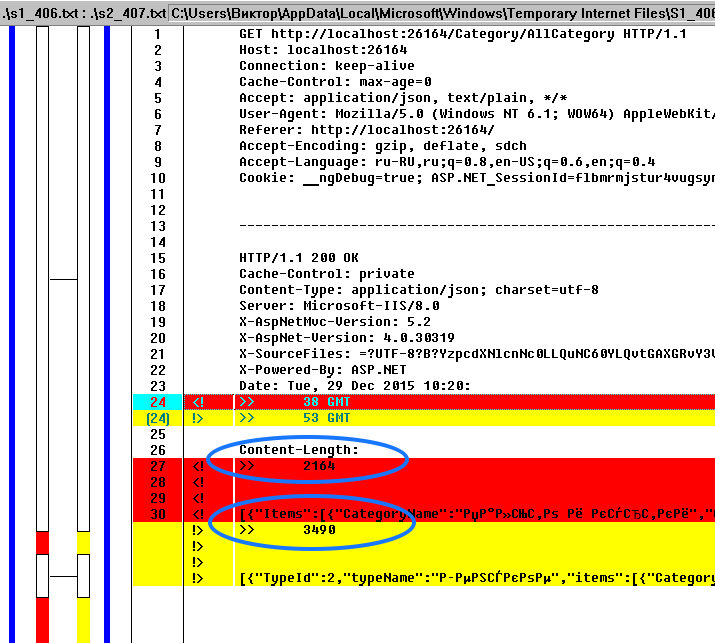 .\s1_406.txt : .\s2_407.txt C:\Users\Виктор\AppData\Local\Microsoft\Windows\Temporary Internet Files\S1_406
1 GET http://localhost:26164/Category/AllCategory HTTP/1.1
2 Host: localhost:26164
3 Connection: keep-alive
4 Cache-Control: max-age=0
5 Accept: application/json, text/plain, */*
6 User-Agent: Mozilla/5.0 (Windows NT 6.1; WOW64) AppleWebKit/
7 Referer: http://localhost:26164/
8 Accept-Encoding: gzip, deflate, sdch
9 Accept-Language: ru-RU,ru;q=0.8,en-US;q=0.6,en;q=0.4
10 Cookie: __ngDebug=true; ASP.NET_SessionId=flbmrmjstur4vugsyn
11
12
13 ------------------------------------------------------------
14
15 HTTP/1.1 200 OK
16 Cache-Control: private
17 Content-Type: application/json; charset=utf-8
18 Server: Microsoft-IIS/8.0
19 X-AspNetMvc-Version: 5.2
20 X-AspNet-Version: 4.0.30319
21 X-SourceFiles: =?UTF-8?B?YzpcdXNlcnNc0LLQuNC60YLQvtGAXGRvY3V
22 X-Powered-By: ASP.NET
23 Date: Tue, 29 Dec 2015 10:20:
24 <! >> 38 GMT
(24) !> >> 53 GMT
25
26 Content-Length:
27 <! >> 2164
28 <!
29 <!
30 <! [{"Items":[{"CategoryName":"РџР°Р»СЊС‚Рѕ Рё РєСѓСЂС‚РєРё","
!> >> 3490
!>
!>
!> [{"TypeId":2,"typeName":"Р-РµРЅСЃРєРѕРµ","items":[{"Categor